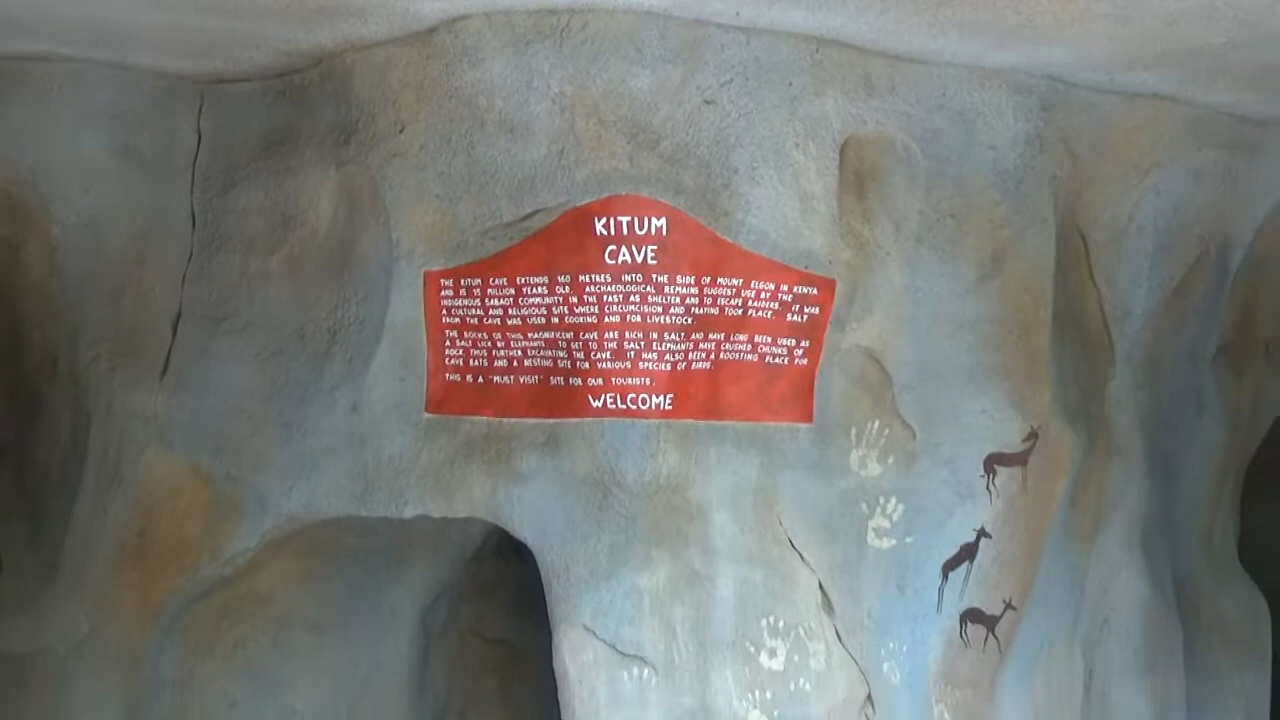 KITUM
CAVE
THE KITUM CAVE EXTENDS 160 METRES INTO THE SIDE OF MOUNT ELGON IN KENYA
AND IS 15 MILLION YEARS OLD. ARCHAEOLOGICAL REMAINS SUGGEST USE BY THE
INDIGENOUS SABAOT COMMUNITY IN THE PAST AS SHELTER AND TO ESCAPE RAIDERS. IT WAS
A CULTURAL AND RELIGIOUS SITE WHERE CIRCUMCISION AND PRAYING TOOK PLACE. SALT
FROM THE CAVE WAS USED IN COOKING AND FOR LIVESTOCK.
THE ROCKS OF THIS MAGNIFICENT CAVE ARE RICH IN SALT, AND HAVE LONG BEEN USED AS
A SALT LICK BY ELEPHANTS. TO GET TO THE SALT ELEPHANTS HAVE CRUSHED CHUNKS OF
ROCK, THUS FURTHER EXCAVATING THE CAVE. IT HAS ALSO BEEN A ROOSTING PLACE FOR
CAVE BATS AND A NESTING SITE FOR VARIOUS SPECIES OF BIRDS.
THIS IS A "MUST VISIT" SITE FOR OUR TOURISTS.
WELCOME